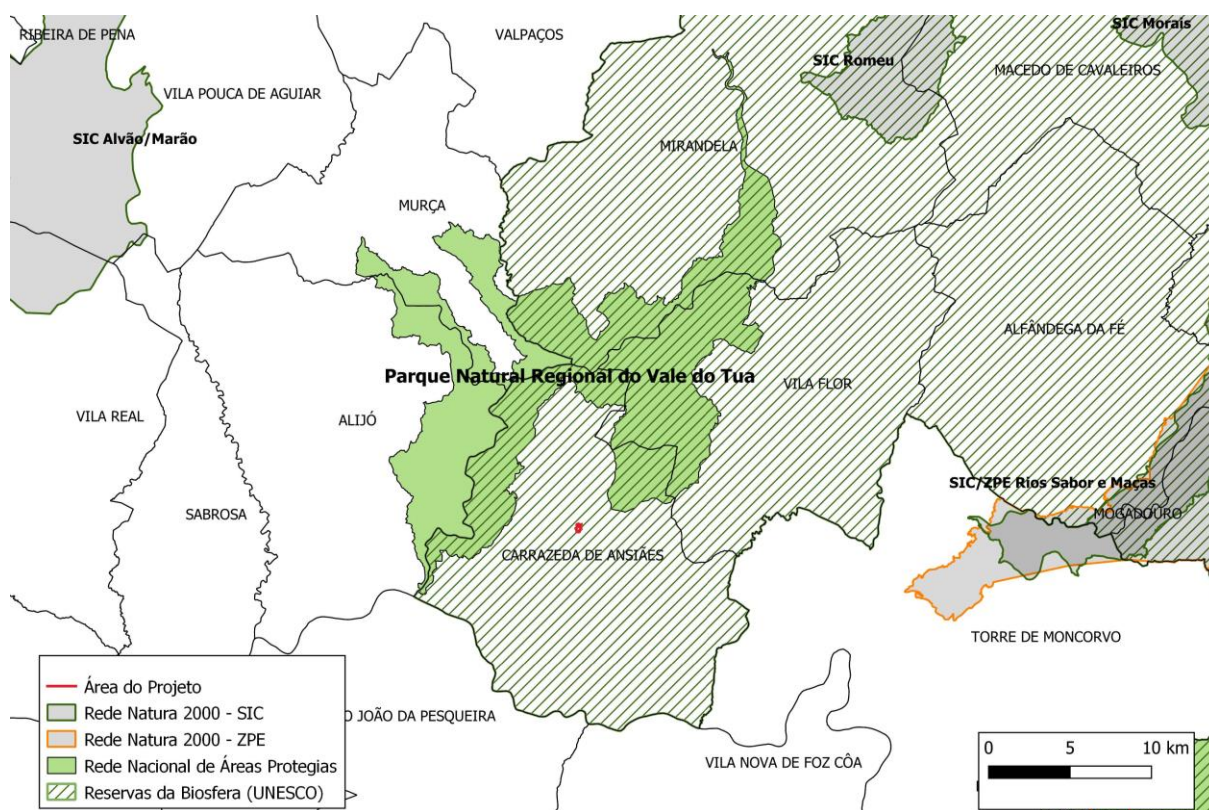 RIBEIRA DE PENA
VALPAÇOS
SIC Morais
SIC Romeu
MACEDO DE CAVALEIROS
VILA POUCA DE AGUIAR
SIC Alvão/Marão
MIRANDELA
MURÇA
ALFÂNDEGA DA FÉ
Parque Natural Regional do Vale do Tua
VILA FLOR
VILA REAL
ALIJÓ
SIC/ZPE Rios Sabor e Maças
SABROSA
MOGADOURO
CARRAZEDA DE ANSIÃES
TORRE DE MONCORVO
Área do Projeto
Rede Natura 2000 - SIC
O JOÃO DA PESQUEIRA
Rede Natura 2000 - ZPE
Rede Nacional de Áreas Protegias
Reservas da Biosfera (UNESCO)
VILA NOVA DE FOZ CÔA
0 5 10 km